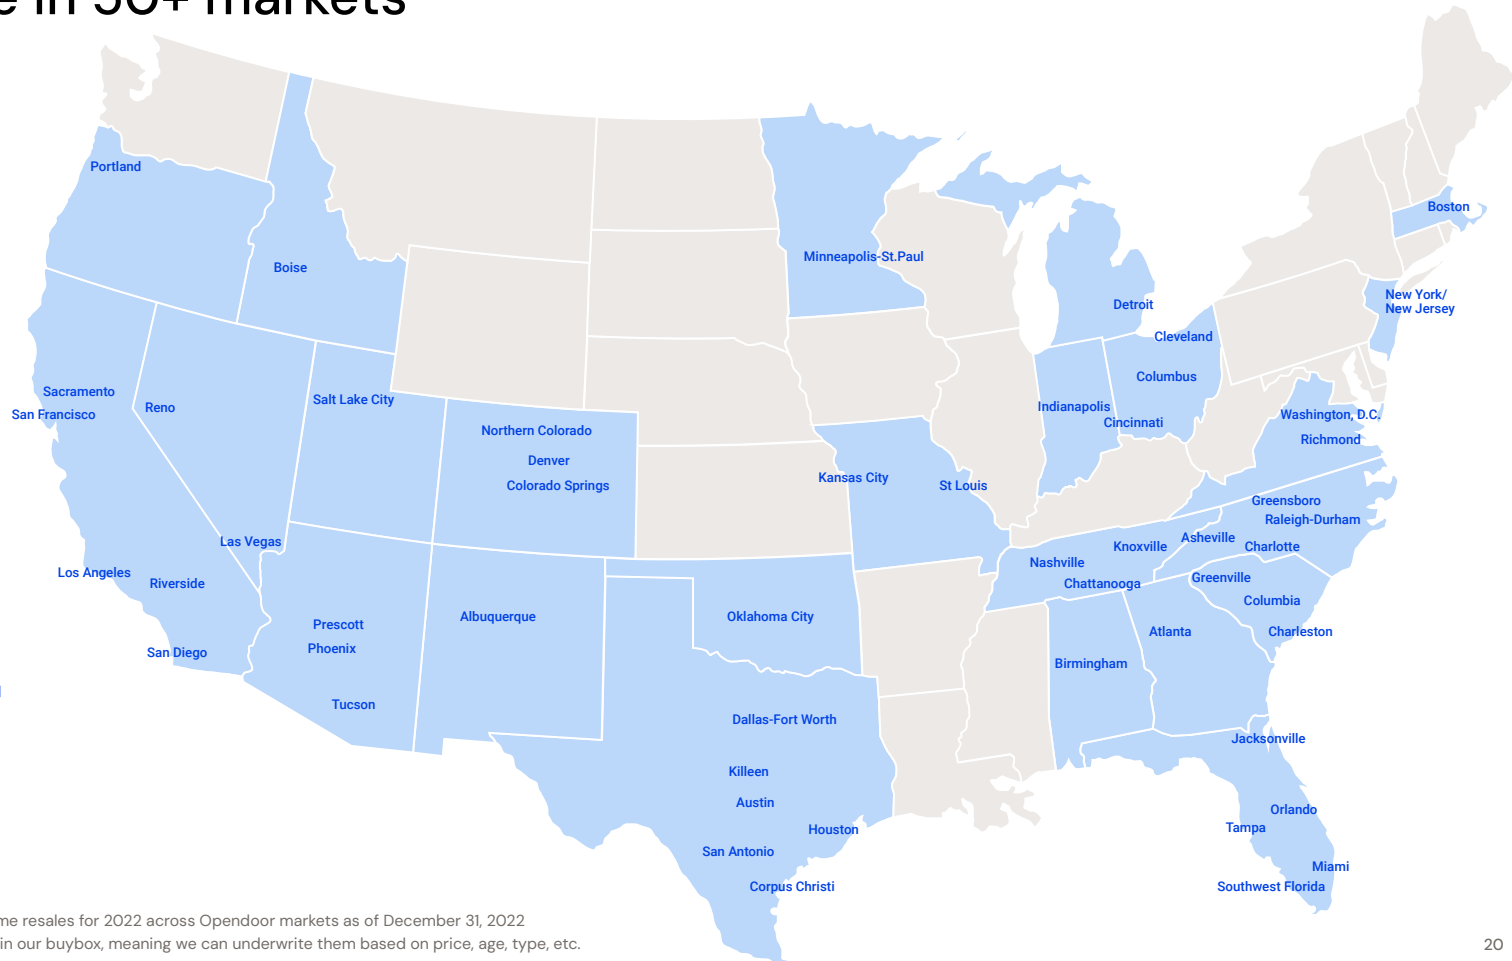 e in 50+ markets
Portland
Boston
Minneapolis-St.Paul
Boise
New York/
New Jersey
Detroit
Cleveland
Columbus
Sacramento
Salt Lake City
Reno
Indianapolis
San Francisco
Washington, D.C.
Cincinnati
Northern Colorado
Richmond
Denver
Kansas City
Colorado Springs
St Louis
Greensboro
Raleigh-Durham
Las Vegas
Asheville
Knoxville
Charlotte
Nashville
Los Angeles
Riverside
Chattanooga
Greenville
Columbia
Albuquerque
Oklahoma City
Prescott
Atlanta
Charleston
Phoenix
San Diego
Birmingham
Tucson
Dallas-Fort Worth
Jacksonville
Killeen
Austin
Orlando
Houston
Tampa
San Antonio
Miami
Corpus Christi
Southwest Florida
me resales for 2022 across Opendoor markets as of December 31, 2022
in our buybox, meaning we can underwrite them based on price, age, type, etc.
20